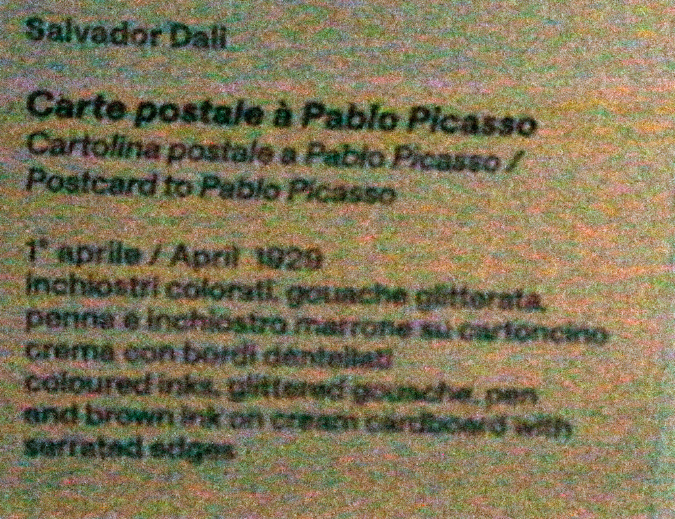 Salvador Dalí
Carte postale à Pablo Picasso
Cartolina postale a Pablo Picasso /
Postcard to Pablo Picasso
1° aprile / April 1929
inchiostri colorati, gouache glitterata,
penna e inchiostro marrone su cartoncino
crema con bordi dentellati
coloured inks, glittered gouache, pen
and brown ink on cream cardboard with
serrated edges